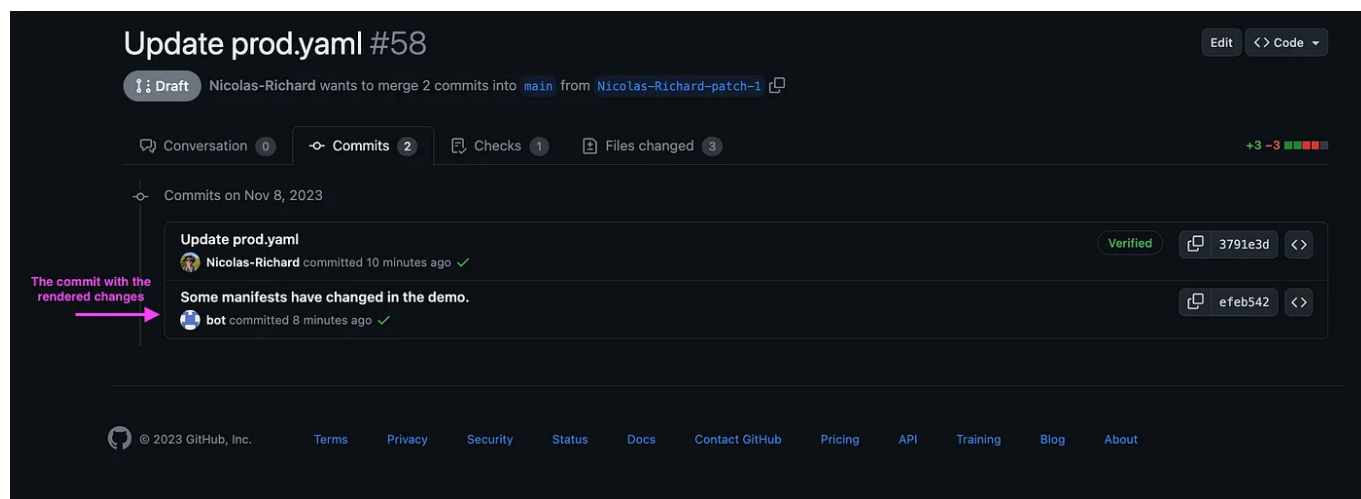 Update prod.yaml #58
Edit
Code
Draft
Nicolas-Richard wants to merge 2 commits into main from Nicolas-Richard-patch-1
Conversation 0
Commits 2
Checks 1
Files changed 3
+3 −3
Commits on Nov 8, 2023
Update prod.yaml
Nicolas-Richard committed 10 minutes ago
Verified
3791e3d
The commit with the
rendered changes
Some manifests have changed in the demo.
bot committed 8 minutes ago
efeb542
© 2023 GitHub, Inc.
Terms
Privacy
Security
Status
Docs
Contact GitHub
Pricing
API
Training
Blog
About